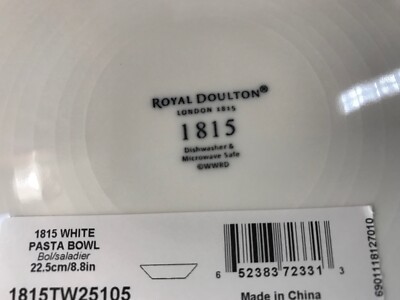 ROYAL DOULTON®
LONDON 1815
1815
Dishwasher &
Microwave Safe
©WWRD
1815 WHITE
PASTA BOWL
Bol/saladier
22.5cm/8.8in
1815TW25105
6 52383 72331 3
Made in China
6901118127010